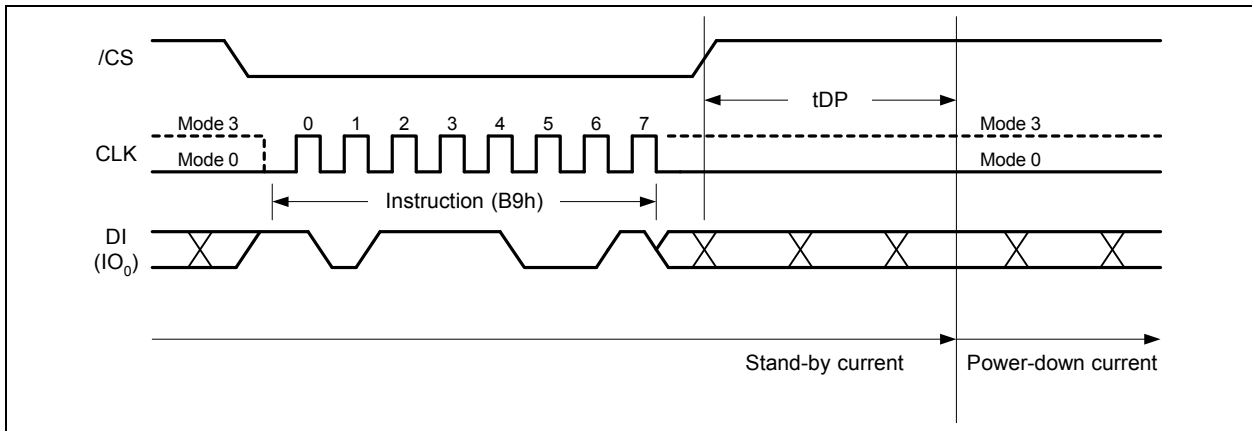 /CS
tDP
Mode 3 0 1 2 3 4 5 6 7 Mode 3
CLK
Mode 0 Mode 0
Instruction (B9h)
DI
(IO₀)
Stand-by current Power-down current